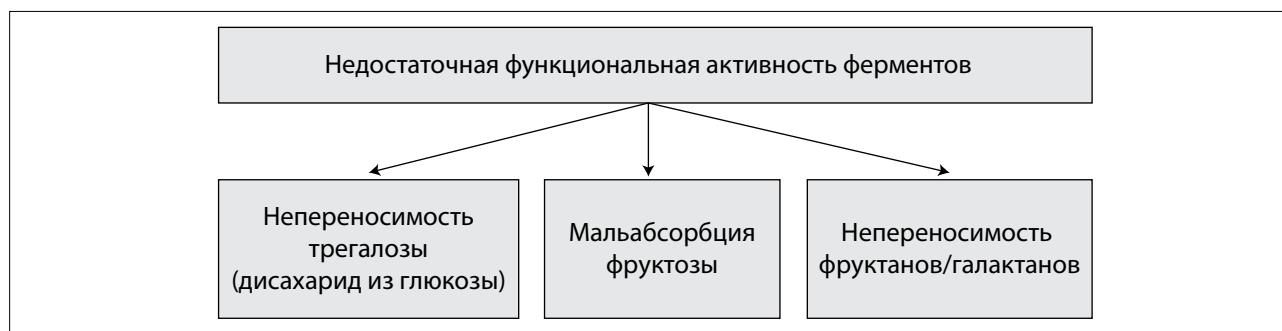 Недостаточная функциональная активность ферментов
Непереносимость
трегалозы
(дисахарид из глюкозы)
Мальабсорбция
фруктозы
Непереносимость
фруктанов/галактанов